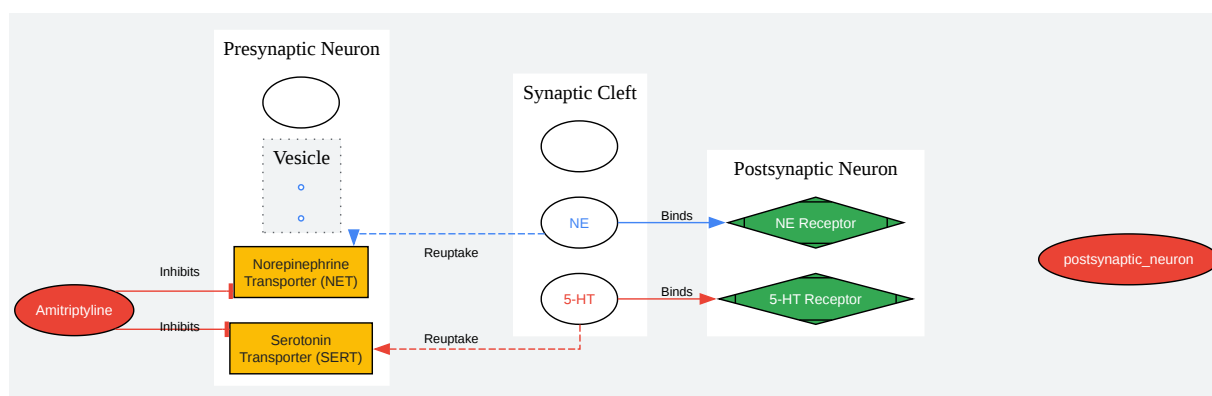 Presynaptic Neuron
Vesicle
Synaptic Cleft
Postsynaptic Neuron
NE
Binds
NE Receptor
Reuptake
Norepinephrine
Transporter (NET)
Inhibits
postsynaptic_neuron
Amitriptyline
5-HT
Binds
5-HT Receptor
Inhibits
Serotonin
Transporter (SERT)
Reuptake